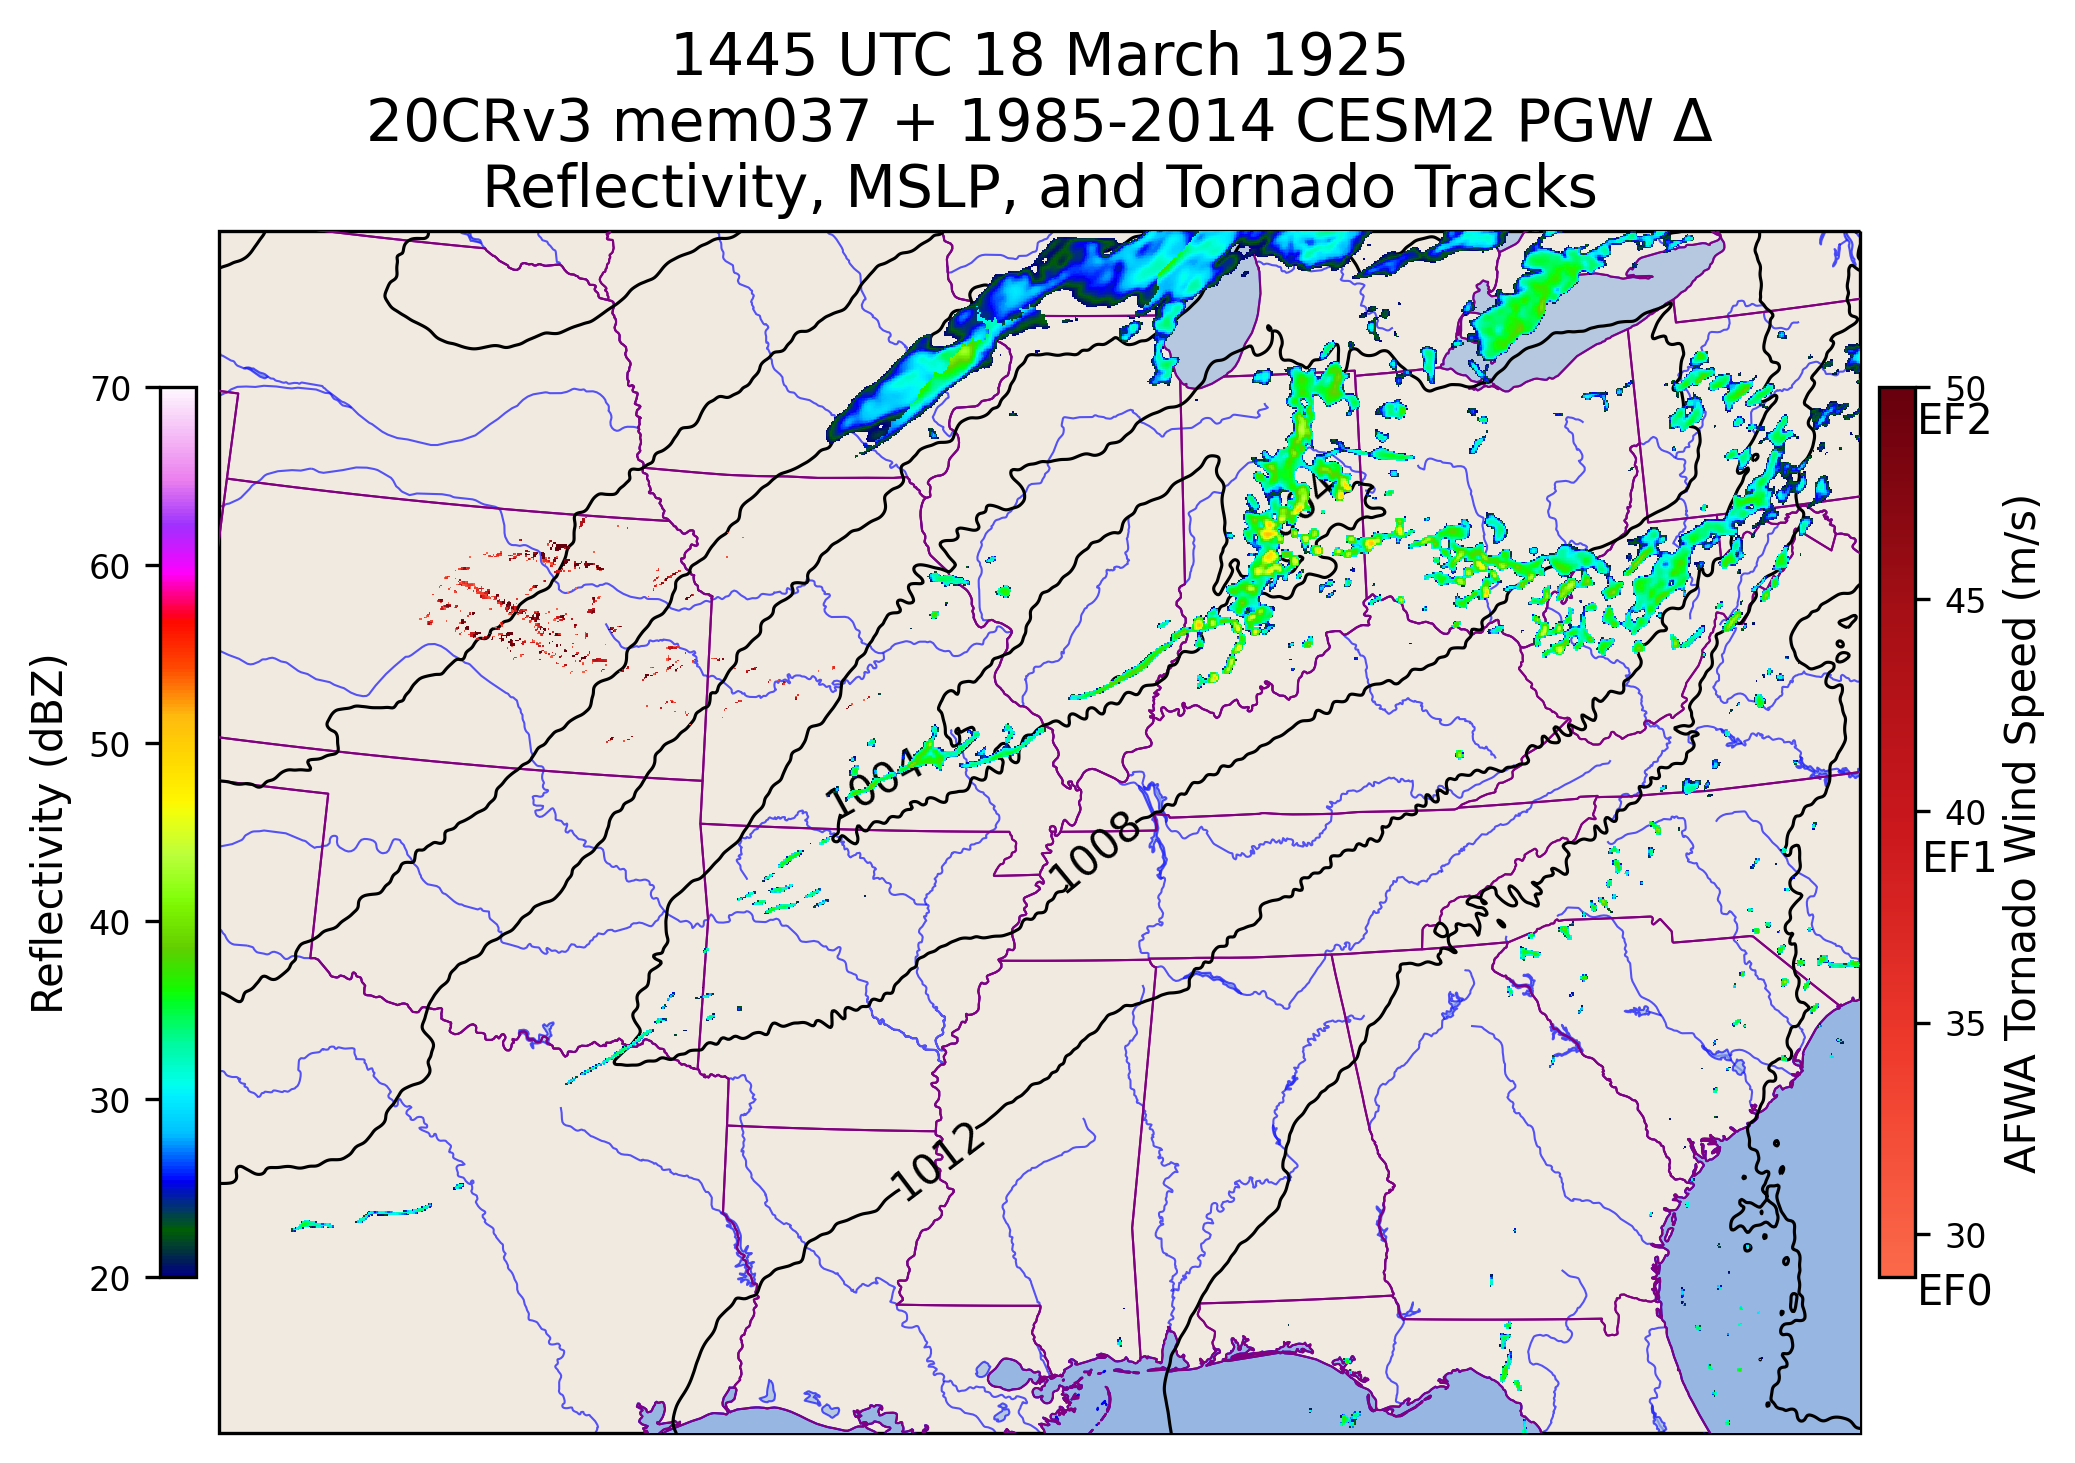 1445 UTC 18 March 1925
20CRv3 mem037 + 1985-2014 CESM2 PGW Δ
Reflectivity, MSLP, and Tornado Tracks
Reflectivity (dBZ)
70
60
50
40
30
20
1004
1008
1012
50
EF2
45
40
EF1
35
30
EF0
AFWA Tornado Wind Speed (m/s)